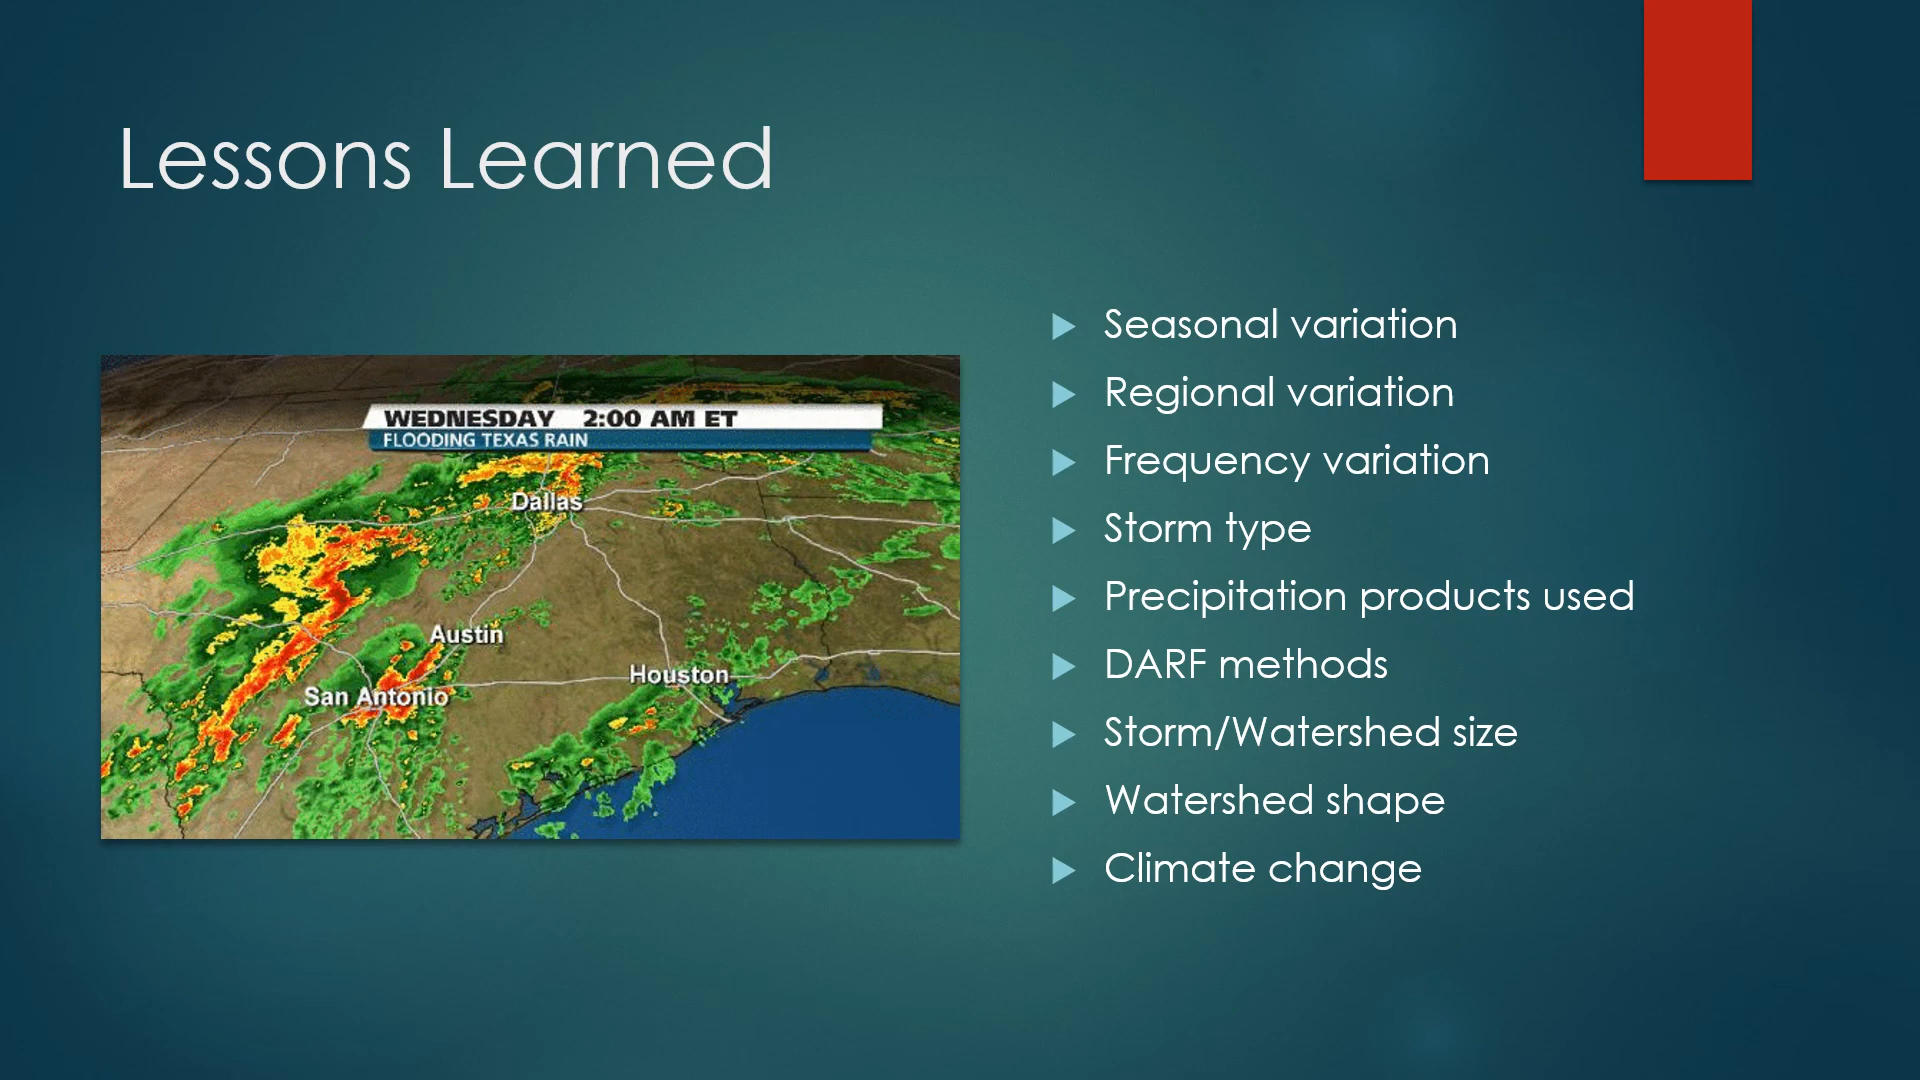 Lessons Learned
WEDNESDAY 2:00 AM ET
FLOODING TEXAS RAIN
Dallas
Austin
San Antonio
Houston
Seasonal variation
Regional variation
Frequency variation
Storm type
Precipitation products used
DARF methods
Storm/Watershed size
Watershed shape
Climate change